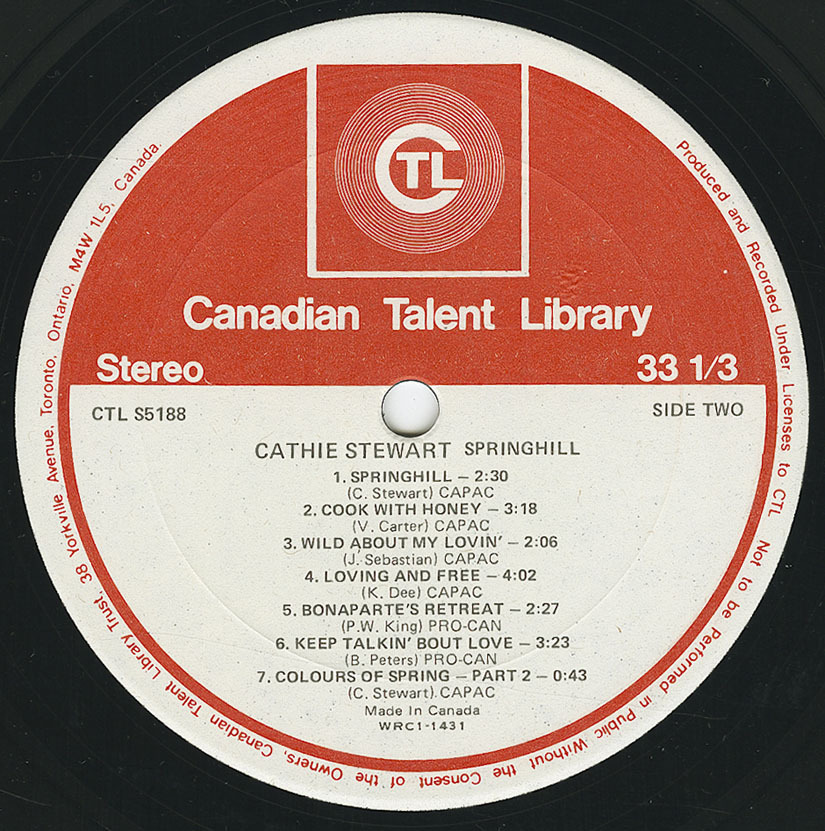 CTL
Canadian Talent Library
Stereo
33 1/3
CTL S5188
SIDE TWO
CATHIE STEWART SPRINGHILL
1. SPRINGHILL – 2:30
(C. Stewart) CAPAC
2. COOK WITH HONEY – 3:18
(V. Carter) CAPAC
3. WILD ABOUT MY LOVIN' – 2:06
(J. Sebastian) CAPAC
4. LOVING AND FREE – 4:02
(K. Dee) CAPAC
5. BONAPARTE'S RETREAT – 2:27
(P.W. King) PRO-CAN
6. KEEP TALKIN' BOUT LOVE – 3:23
(B. Peters) PRO-CAN
7. COLOURS OF SPRING – PART 2 – 0:43
(C. Stewart) CAPAC
Made In Canada
WRC1-1431
Produced and Recorded Under Licenses to CTL Not to be Performed in Public Without the Consent of the Owners, Canadian Talent Library Trust, 38 Yorkville Avenue, Toronto, Ontario, M4W 1L5, Canada.